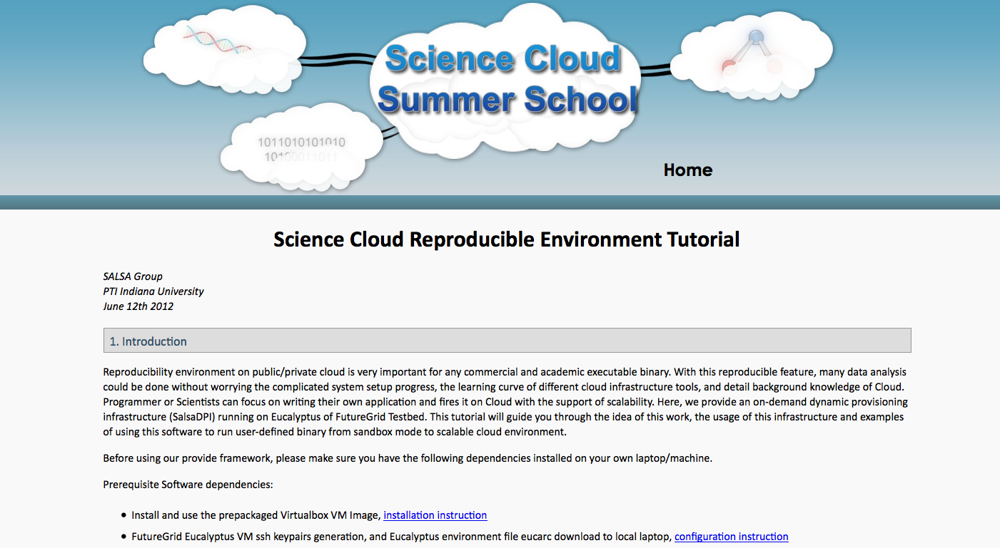 Science Cloud
Summer School
1011010101010
10100011011
Home
Science Cloud Reproducible Environment Tutorial
SALSA Group
PTI Indiana University
June 12th 2012
1. Introduction
Reproducibility environment on public/private cloud is very important for any commercial and academic executable binary. With this reproducible feature, many data analysis
could be done without worrying the complicated system setup progress, the learning curve of different cloud infrastructure tools, and detail background knowledge of Cloud.
Programmer or Scientists can focus on writing their own application and fires it on Cloud with the support of scalability. Here, we provide an on-demand dynamic provisioning
infrastructure (SalsaDPI) running on Eucalyptus of FutureGrid Testbed. This tutorial will guide you through the idea of this work, the usage of this infrastructure and examples
of using this software to run user-defined binary from sandbox mode to scalable cloud environment.
Before using our provide framework, please make sure you have the following dependencies installed on your own laptop/machine.
Prerequisite Software dependencies:
• Install and use the prepackaged Virtualbox VM Image, installation instruction
• FutureGrid Eucalyptus VM ssh keypairs generation, and Eucalyptus environment file eucarc download to local laptop, configuration instruction